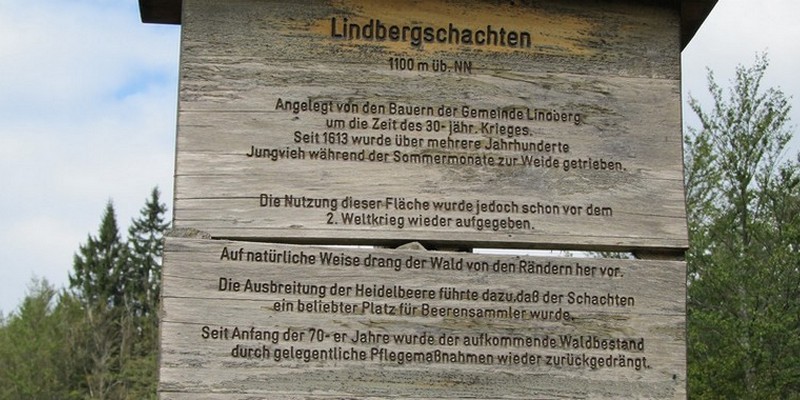 Lindbergschachten
1100 m üb. NN
Angelegt von den Bauern der Gemeinde Lindberg
um die Zeit des 30- jähr. Krieges.
Seit 1613 wurde über mehrere Jahrhunderte
Jungvieh während der Sommermonate zur Weide getrieben.
Die Nutzung dieser Fläche wurde jedoch schon vor dem
2. Weltkrieg wieder aufgegeben.
Auf natürliche Weise drang der Wald von den Rändern her vor.
Die Ausbreitung der Heidelbeere führte dazu,daß der Schachten
ein beliebter Platz für Beerensammler wurde.
Seit Anfang der 70- er Jahre wurde der aufkommende Waldbestand
durch gelegentliche Pflegemaßnahmen wieder zurückgedrängt.